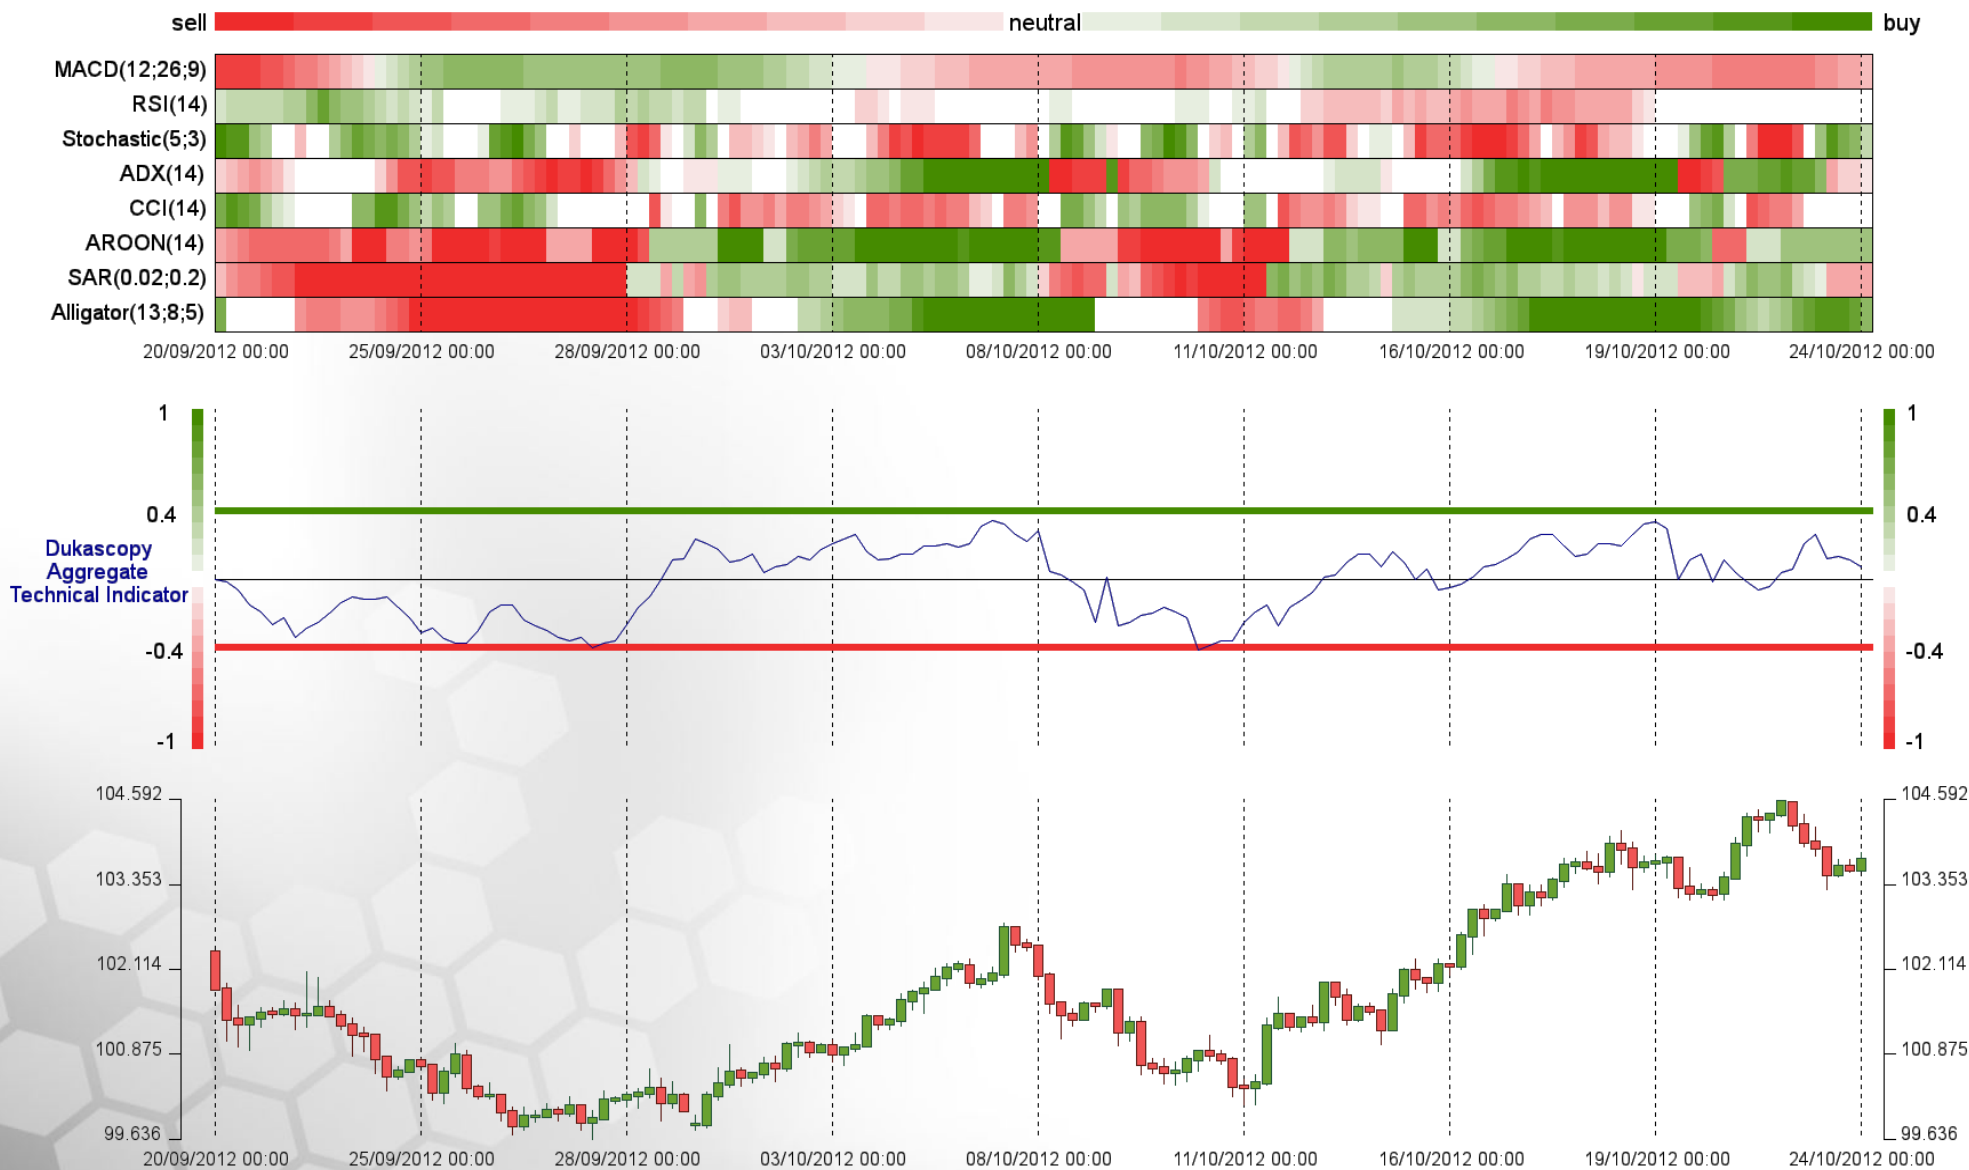 sell neutral buy
MACD(12;26;9)
RSI(14)
Stochastic(5;3)
ADX(14)
CCI(14)
AROON(14)
SAR(0.02;0.2)
Alligator(13;8;5)
20/09/2012 00:00 25/09/2012 00:00 28/09/2012 00:00 03/10/2012 00:00 08/10/2012 00:00 11/10/2012 00:00 16/10/2012 00:00 19/10/2012 00:00 24/10/2012 00:00
1 1
0.4 0.4
Dukascopy
Aggregate
Technical Indicator
-0.4 -0.4
-1 -1
104.592 104.592
103.353 103.353
102.114 102.114
100.875 100.875
99.636 99.636
20/09/2012 00:00 25/09/2012 00:00 28/09/2012 00:00 03/10/2012 00:00 08/10/2012 00:00 11/10/2012 00:00 16/10/2012 00:00 19/10/2012 00:00 24/10/2012 00:00